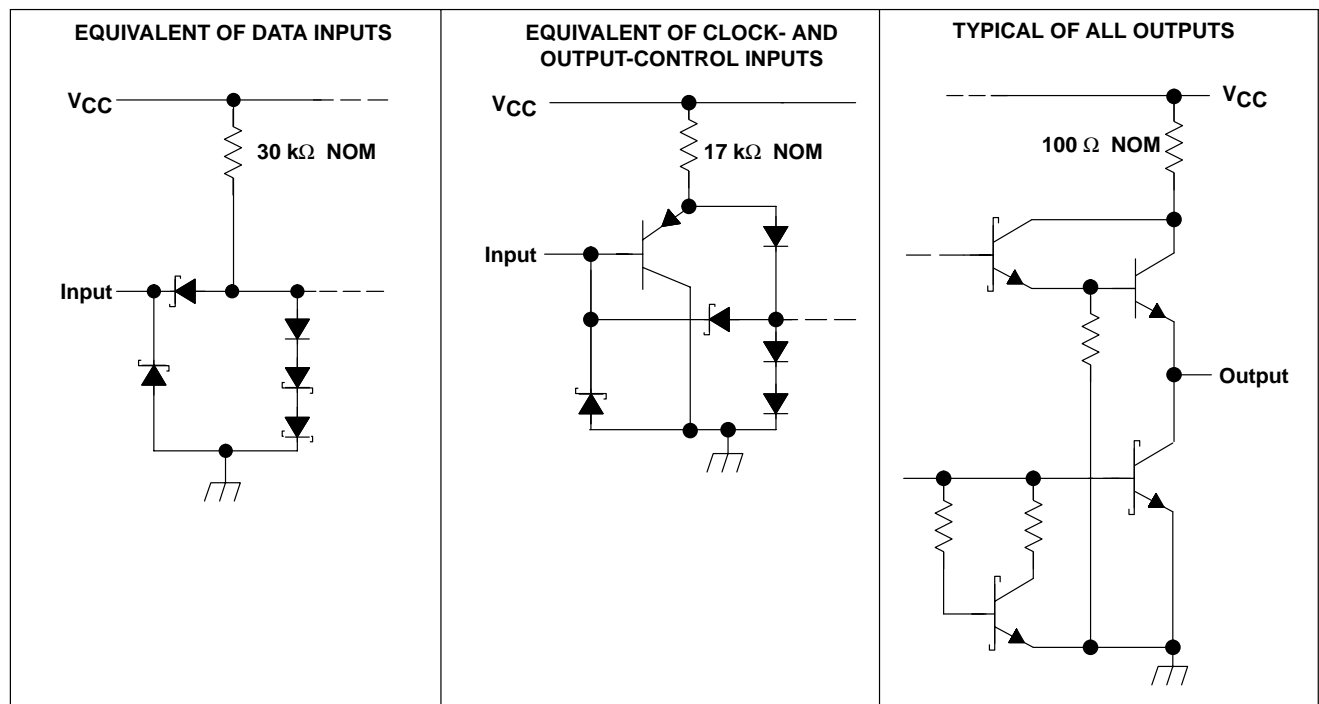 EQUIVALENT OF DATA INPUTS
VCC
30 kΩ NOM
Input
EQUIVALENT OF CLOCK- AND
OUTPUT-CONTROL INPUTS
VCC
17 kΩ NOM
Input
TYPICAL OF ALL OUTPUTS
VCC
100 Ω NOM
Output